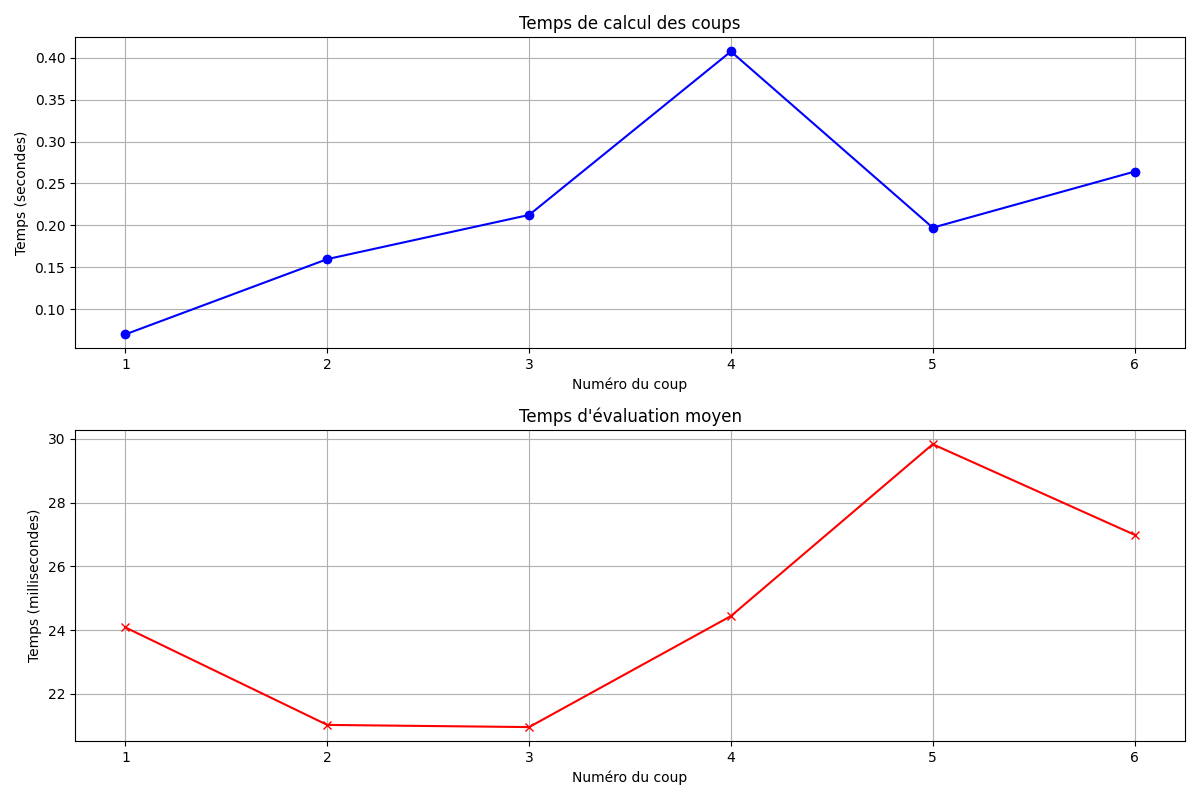 Temps de calcul des coups
Temps (secondes)
0.40
0.35
0.30
0.25
0.20
0.15
0.10
1 2 3 4 5 6
Numéro du coup
Temps d'évaluation moyen
Temps (millisecondes)
30
28
26
24
22
1 2 3 4 5 6
Numéro du coup